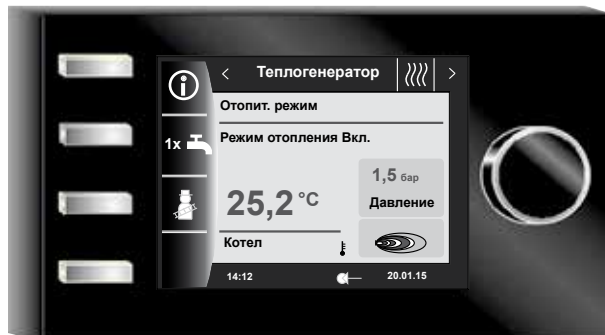 Теплогенератор
Отопит. режим
1x
Режим отопления Вкл.
1,5 бар
Давление
25,2 °C
Котел
14:12
20.01.15